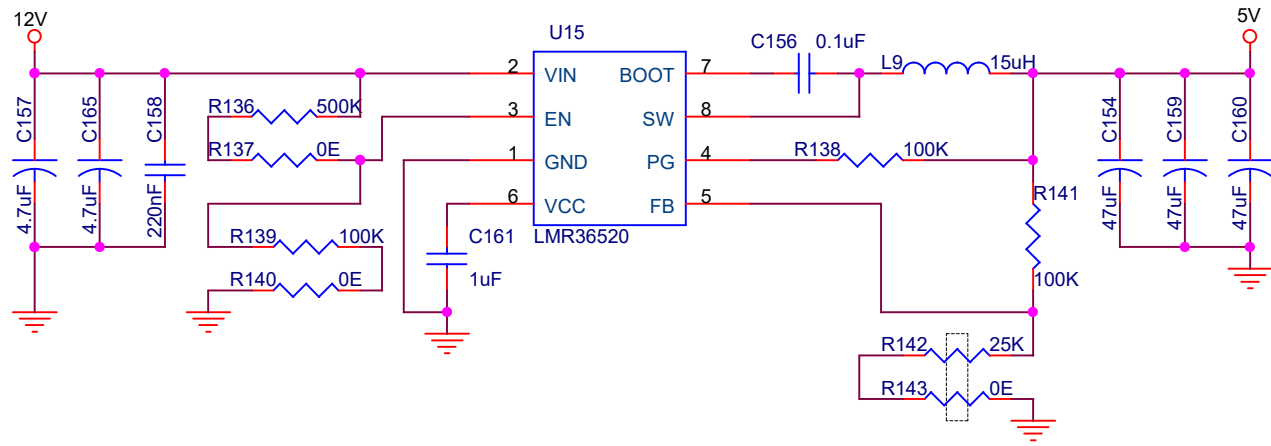 12V
5V
U15
C156
0.1uF
L9
15uH
2
VIN
BOOT
7
C157
4.7uF
C165
4.7uF
C158
220nF
R136
500K
3
EN
SW
8
R137
0E
1
GND
PG
4
R138
100K
C154
47uF
C159
47uF
C160
47uF
6
VCC
FB
5
R141
100K
LMR36520
R139
100K
C161
1uF
R140
0E
R142
25K
R143
0E